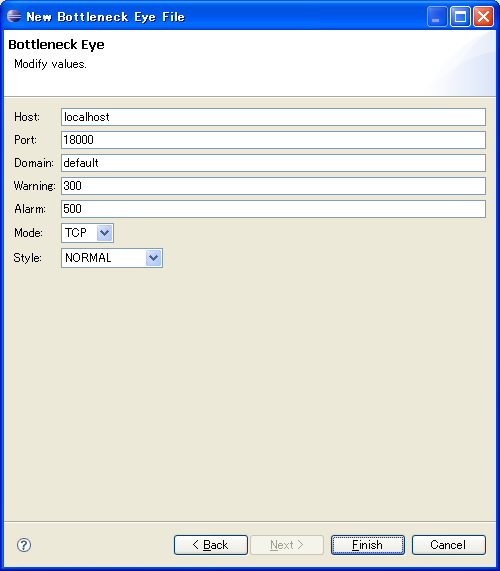 New Bottleneck Eye File
Bottleneck Eye
Modify values.
Host: localhost
Port: 18000
Domain: default
Warning: 300
Alarm: 500
Mode: TCP
Style: NORMAL
? < Back Next > Finish Cancel